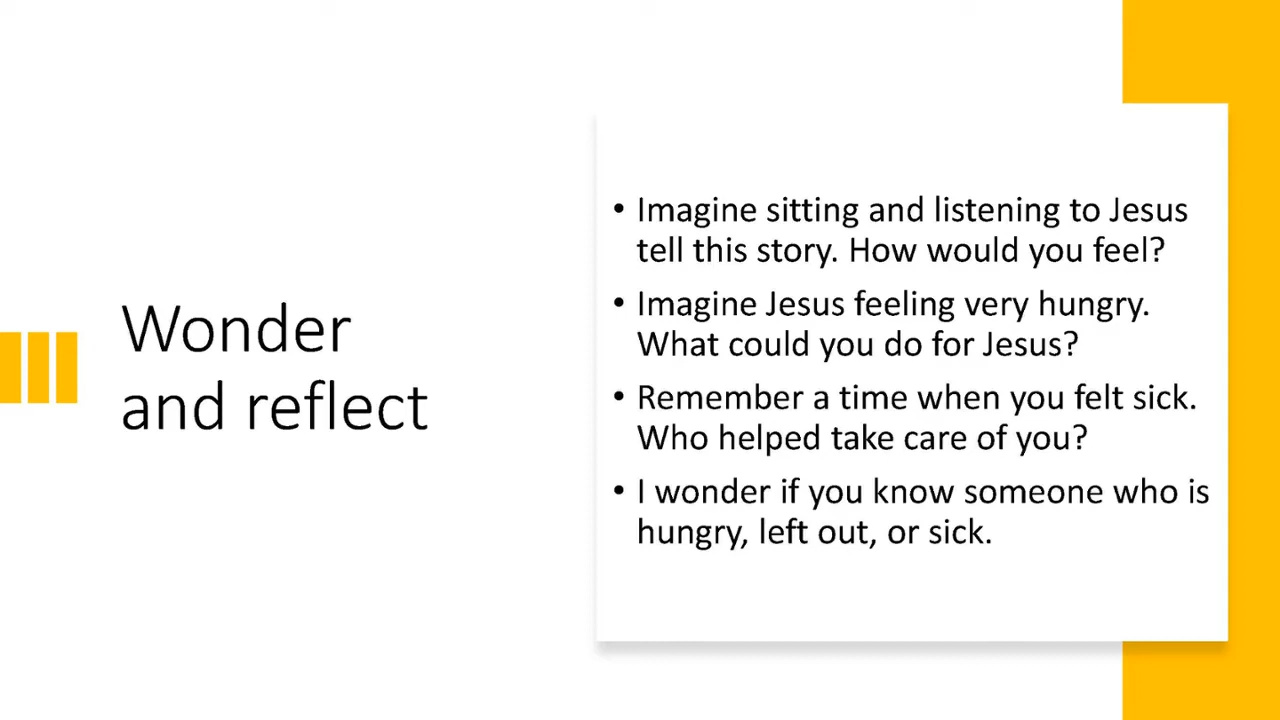 Wonder
and reflect
• Imagine sitting and listening to Jesus
tell this story. How would you feel?
• Imagine Jesus feeling very hungry.
What could you do for Jesus?
• Remember a time when you felt sick.
Who helped take care of you?
• I wonder if you know someone who is
hungry, left out, or sick.